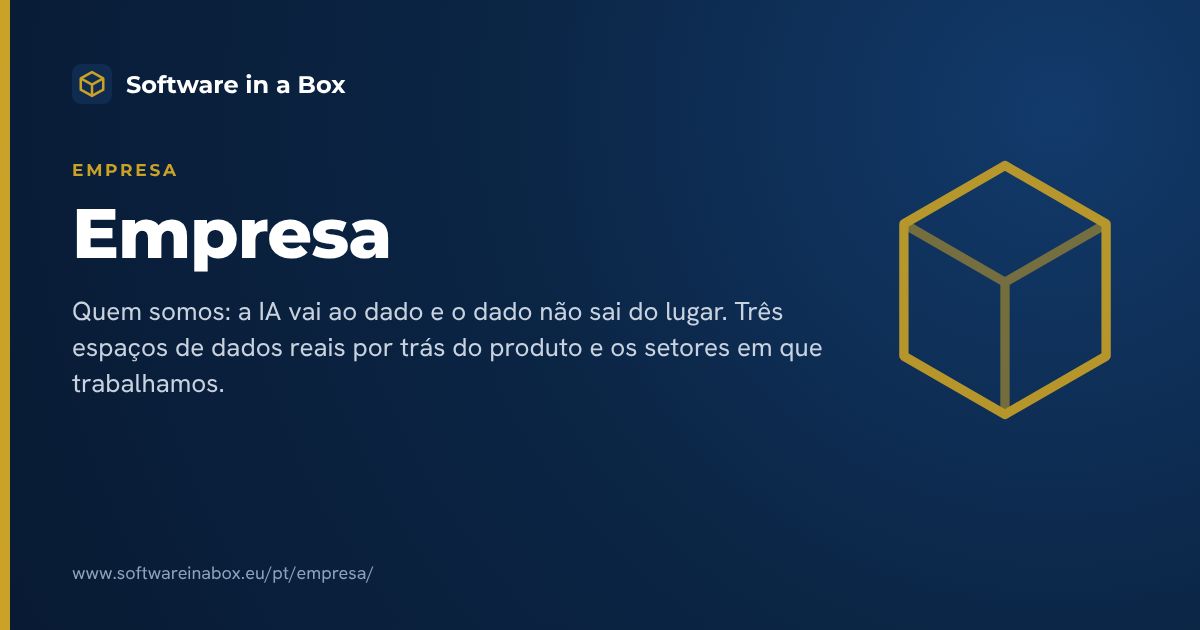 Software in a Box
EMPRESA
Empresa
Quem somos: a IA vai ao dado e o dado não sai do lugar. Três
espaços de dados reais por trás do produto e os setores em que
trabalhamos.
www.softwareinabox.eu/pt/empresa/